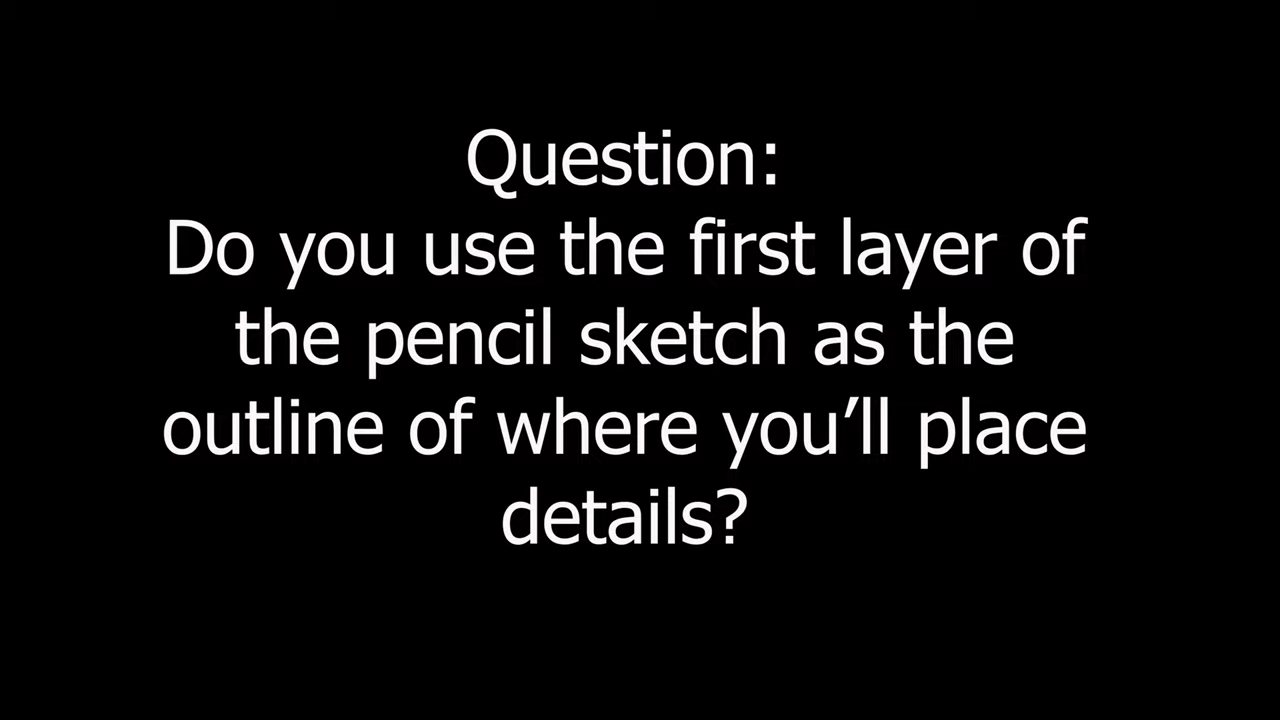 Question:
Do you use the first layer of
the pencil sketch as the
outline of where you’ll place
details?